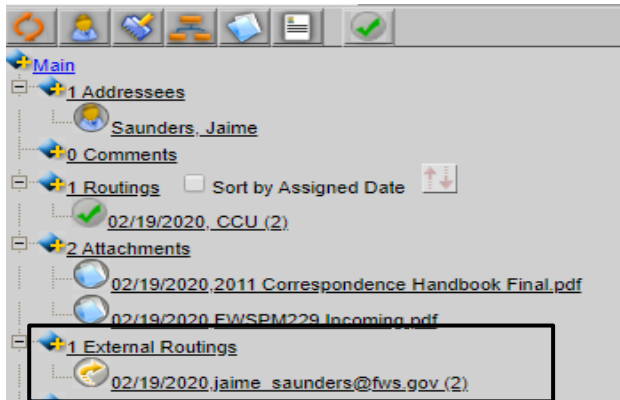 Main
1 Addressees
Saunders, Jaime
0 Comments
1 Routings Sort by Assigned Date
02/19/2020, CCU (2)
2 Attachments
02/19/2020,2011 Correspondence Handbook Final.pdf
02/19/2020,FWSPM229 Incoming.pdf
1 External Routings
02/19/2020,jaime_saunders@fws.gov (2)